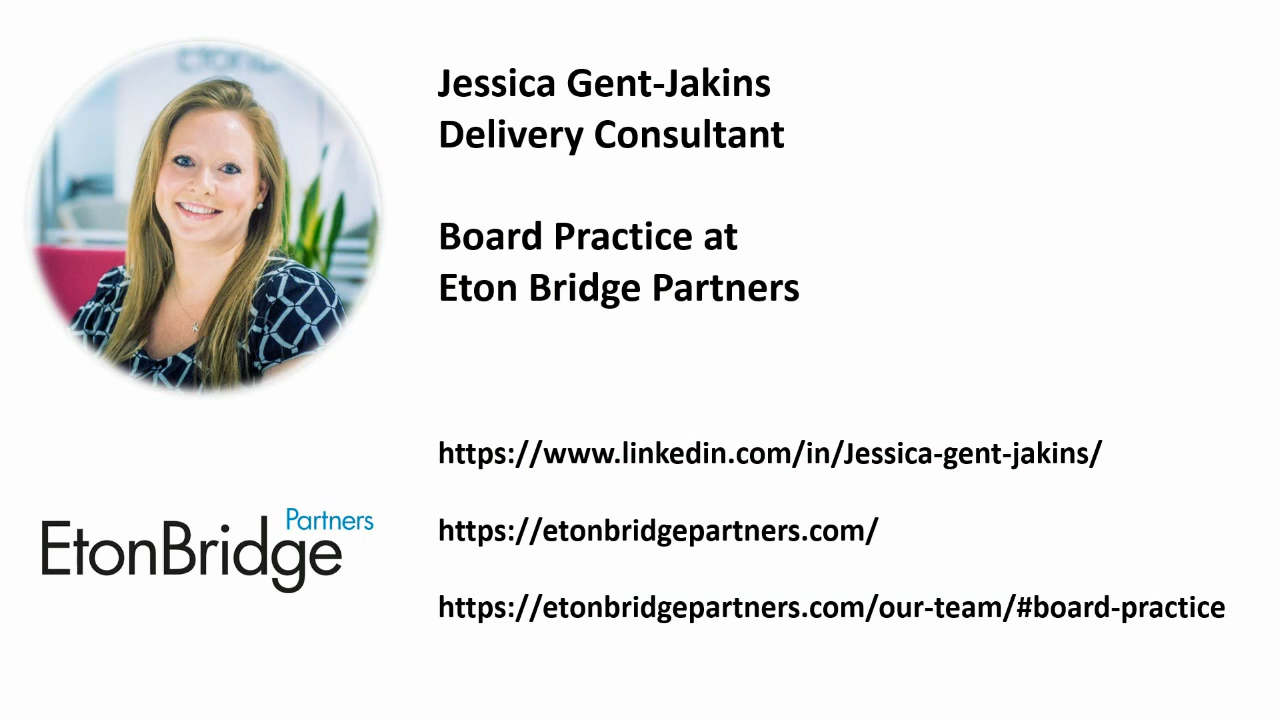 Jessica Gent-Jakins
Delivery Consultant
Board Practice at
Eton Bridge Partners
https://www.linkedin.com/in/Jessica-gent-jakins/
https://etonbridgepartners.com/
https://etonbridgepartners.com/our-team/#board-practice
Partners
EtonBridge